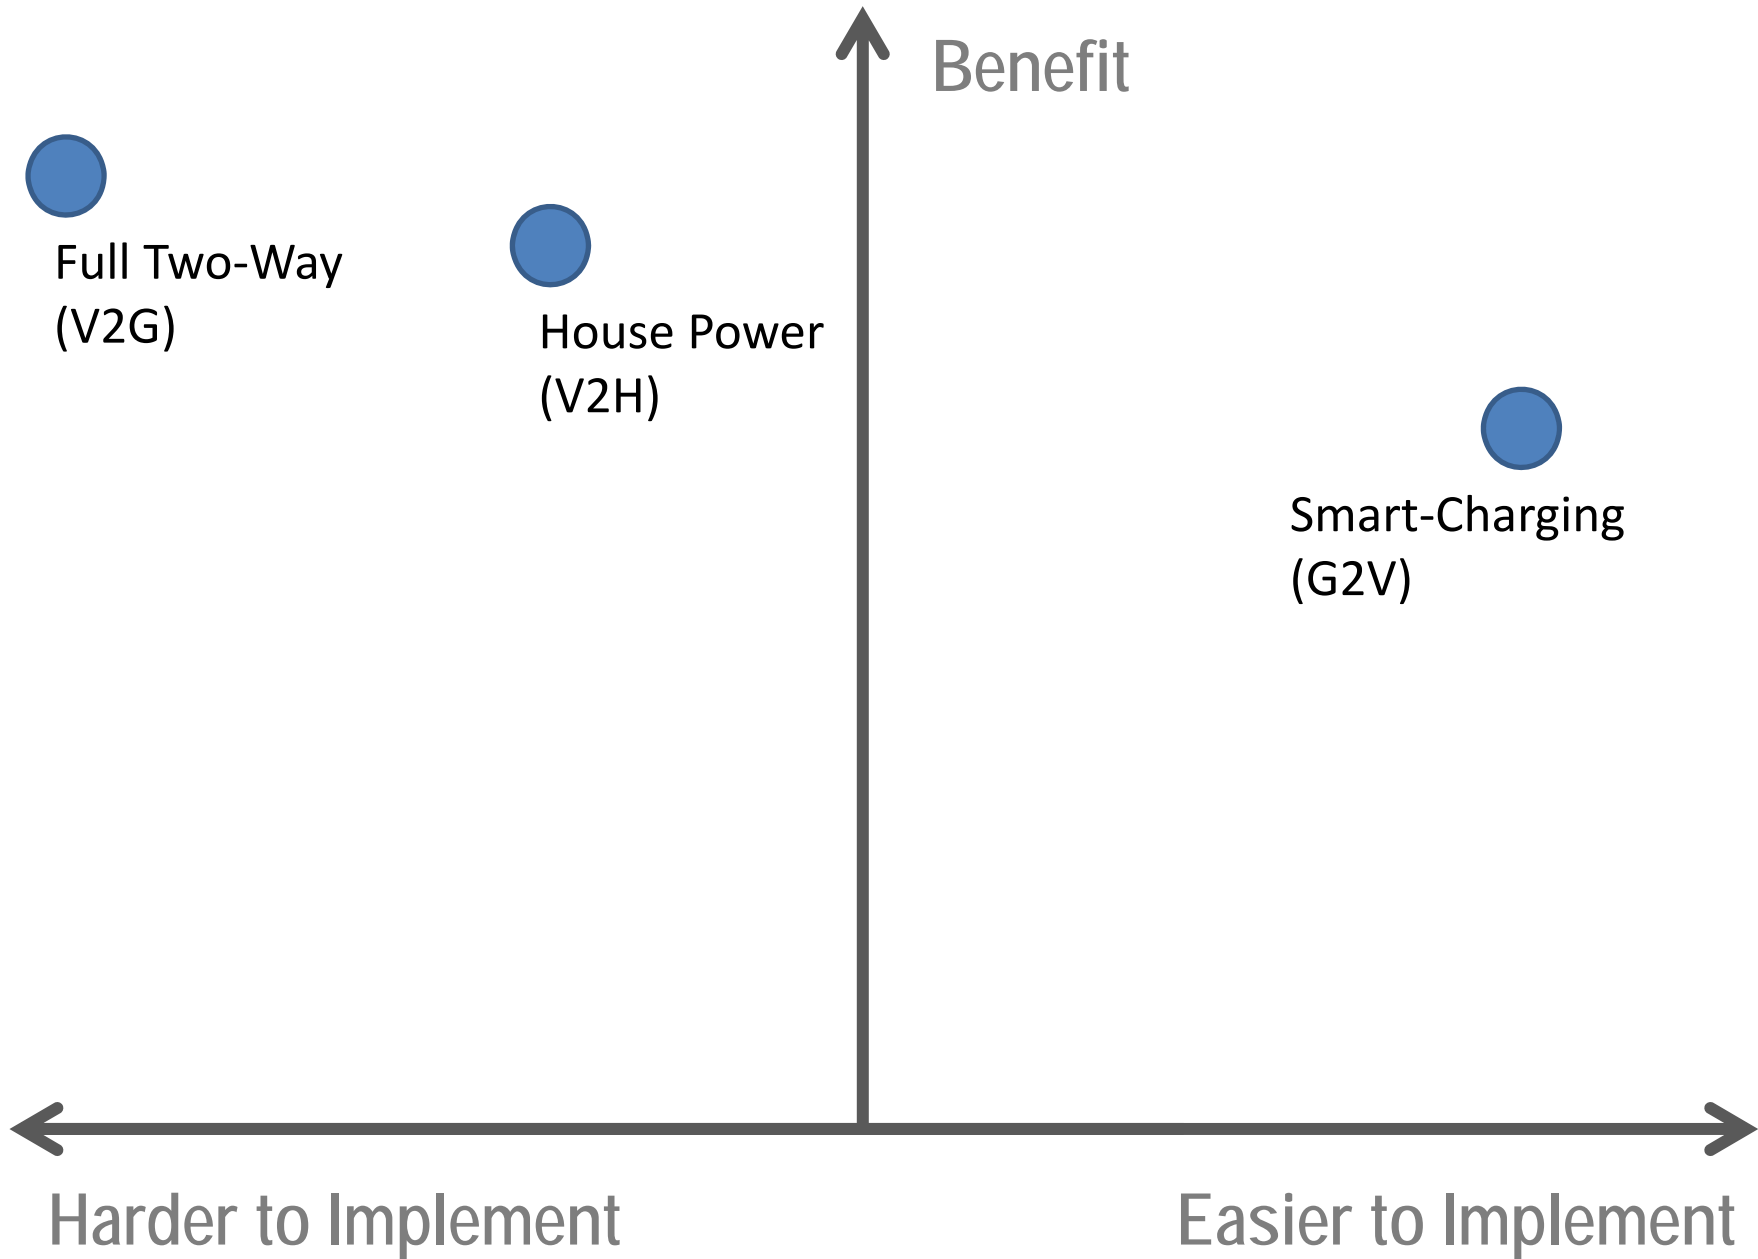 Benefit
Full Two-Way
(V2G)
House Power
(V2H)
Smart-Charging
(G2V)
Harder to Implement
Easier to Implement